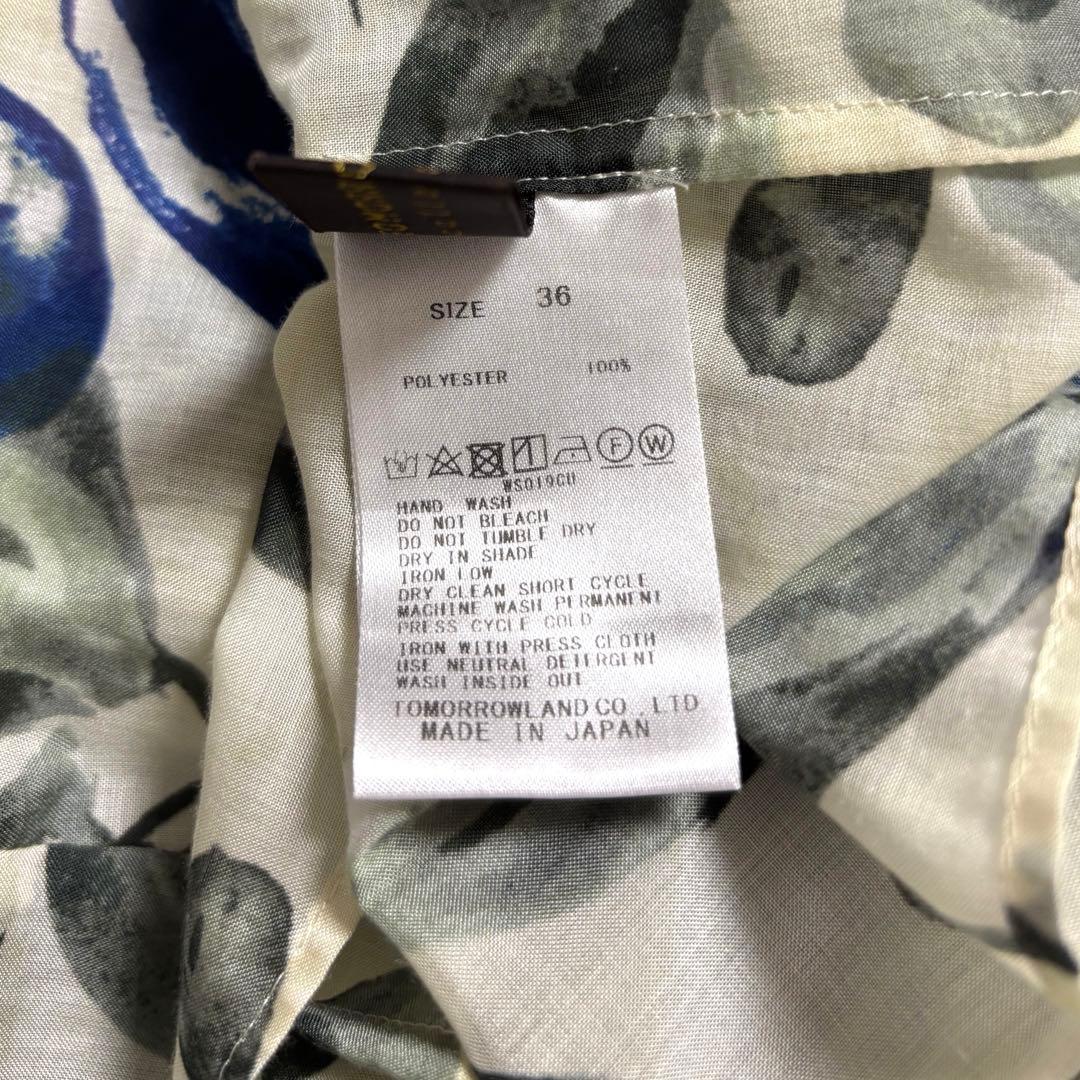 SIZE 36
POLYESTER 100%
F W
WS019CU
HAND WASH
DO NOT BLEACH
DO NOT TUMBLE DRY
DRY IN SHADE
IRON LOW
DRY CLEAN SHORT CYCLE
MACHINE WASH PERMANENT
PRESS CYCLE COLD
IRON WITH PRESS CLOTH
USE NEUTRAL DETERGENT
WASH INSIDE OUT
TOMORROWLAND CO., LTD
MADE IN JAPAN